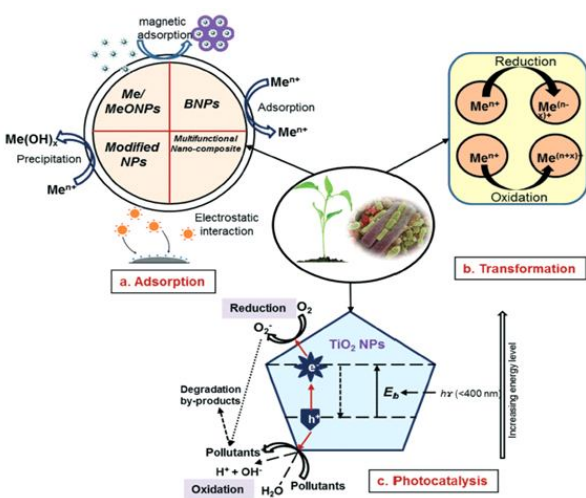 magnetic
adsorption
Me/
MeONPs
BNPs
Modified
NPs
Multifunctional
Nano-composite
Me(OH)x
Precipitation
Meⁿ⁺
Meⁿ⁺
Adsorption
Meⁿ⁺
Electrostatic
interaction
a. Adsorption
Reduction
Meⁿ⁺
Me(n-
x)+
Meⁿ⁺
Me(n+x)+
Oxidation
b. Transformation
Reduction
O₂
O₂⁻
TiO₂ NPs
e⁻
h⁺
hν (<400 nm)
Degradation
by-products
Pollutants
H⁺ + OH⁻
Oxidation
H₂O
Pollutants
c. Photocatalysis
Increasing energy level